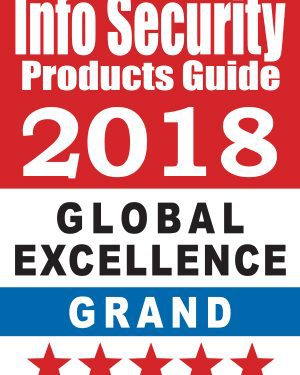 Info Security
Products Guide
2018
GLOBAL
EXCELLENCE
GRAND